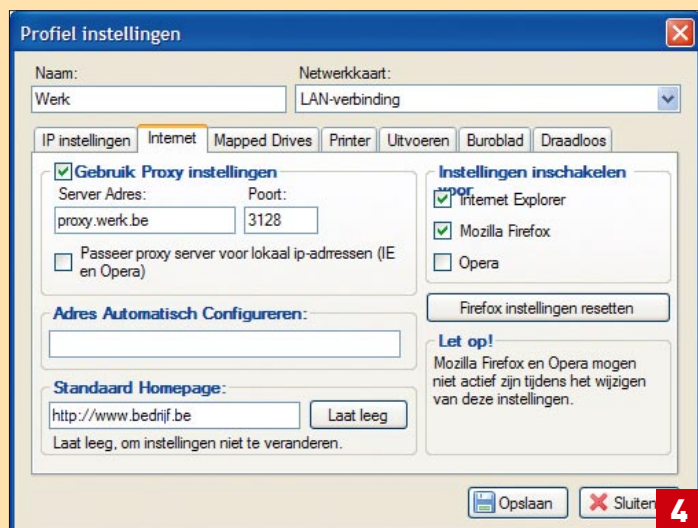 Profiel instellingen
Naam:
Netwerkkaart:
Werk
LAN-verbinding
IP instellingen Internet Mapped Drives Printer Uitvoeren Buroblad Draadloos
Gebruik Proxy instellingen
Server Adres:
Poort:
proxy.werk.be
3128
Passeer proxy server voor lokaal ip-adrressen (IE
en Opera)
Adres Automatisch Configureren:
Standaard Homepage:
http://www.bedrijf.be
Laat leeg
Laat leeg, om instellingen niet te veranderen.
Instellingen inschakelen
voor
Internet Explorer
Mozilla Firefox
Opera
Firefox instellingen resetten
Let op!
Mozilla Firefox en Opera mogen
niet actief zijn tijdens het wijzigen
van deze instellingen.
Opslaan
Sluiten
4